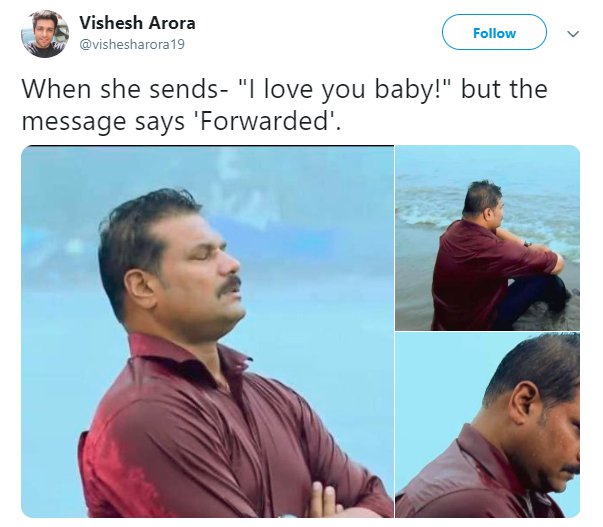 Vishesh Arora
@vishesharora19
Follow
When she sends- "I love you baby!" but the
message says 'Forwarded'.